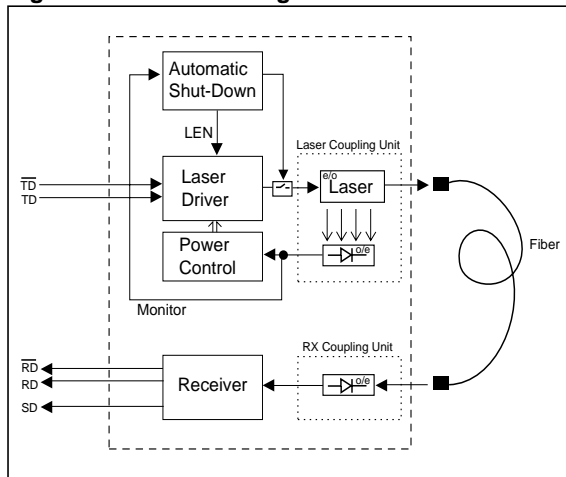 Automatic
Shut-Down
LEN
Laser Coupling Unit
e/o
Laser
Laser
Driver
TD
TD
o/e
Power
Control
Fiber
Monitor
RX Coupling Unit
RD
RD
SD
Receiver
o/e